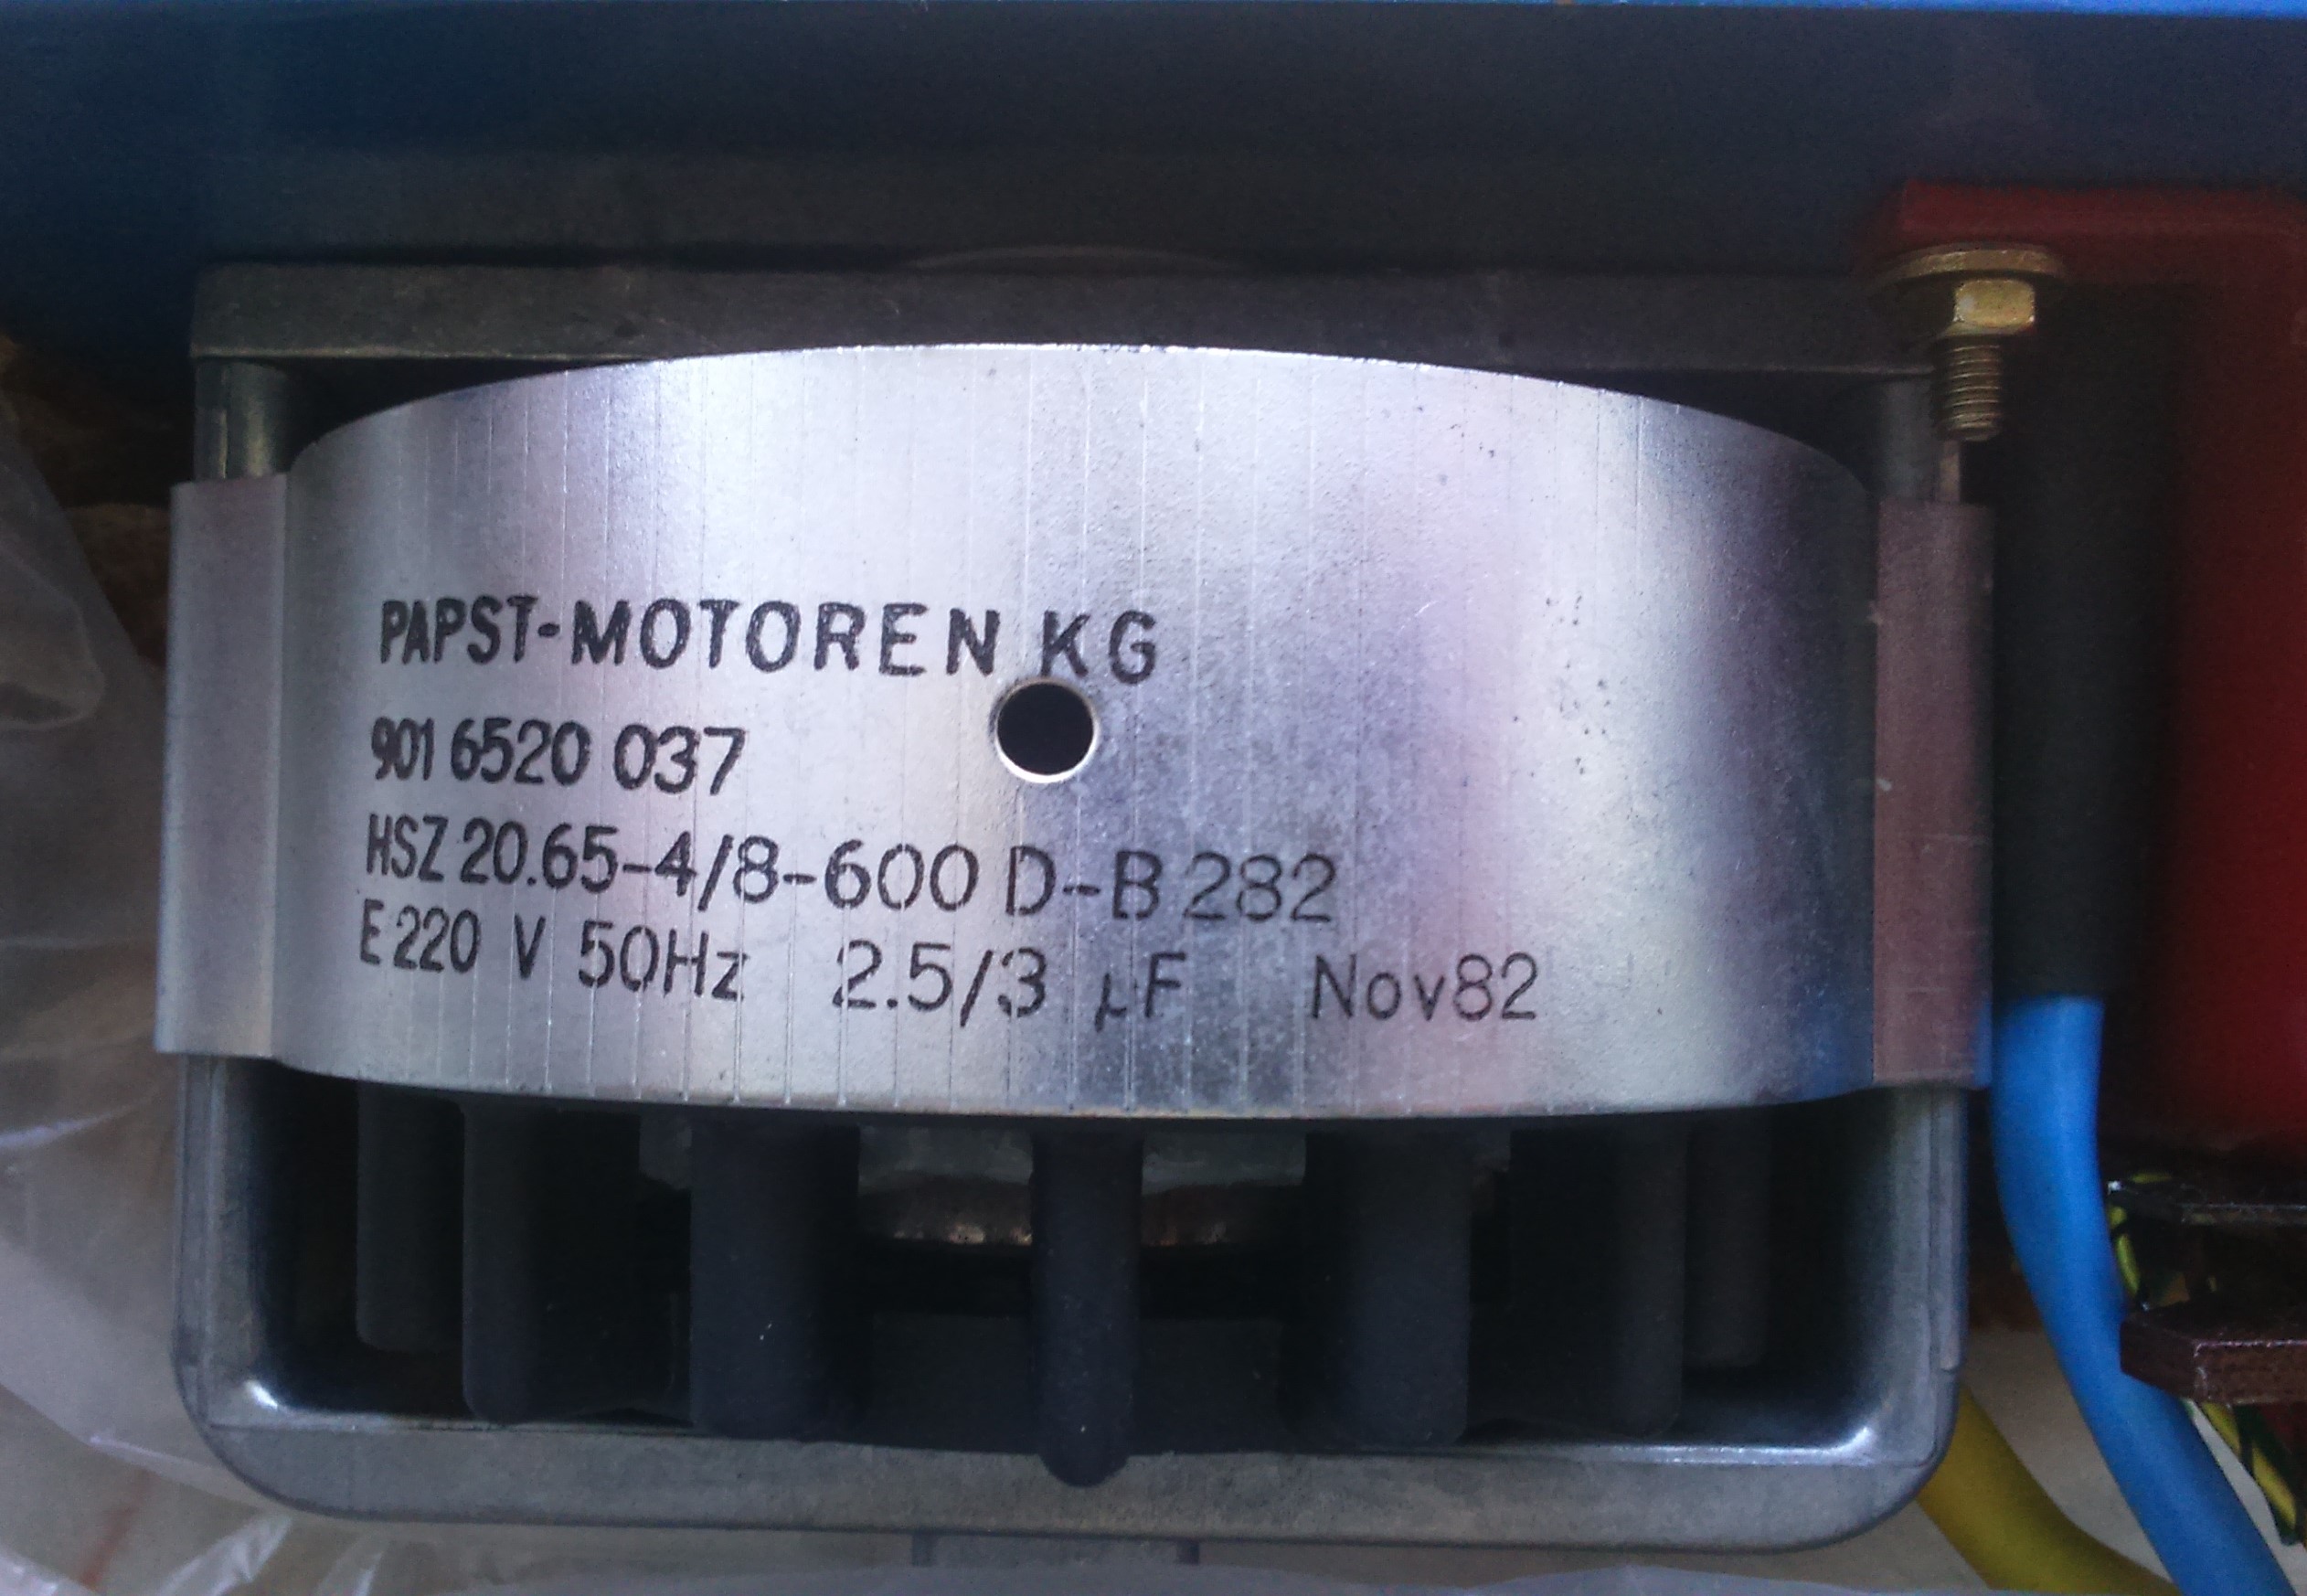 PAPST-MOTOREN KG
901 6520 037
HSZ 20.65-4/8-600 D-B 282
E 220 V 50Hz 2.5/3 µF Nov82